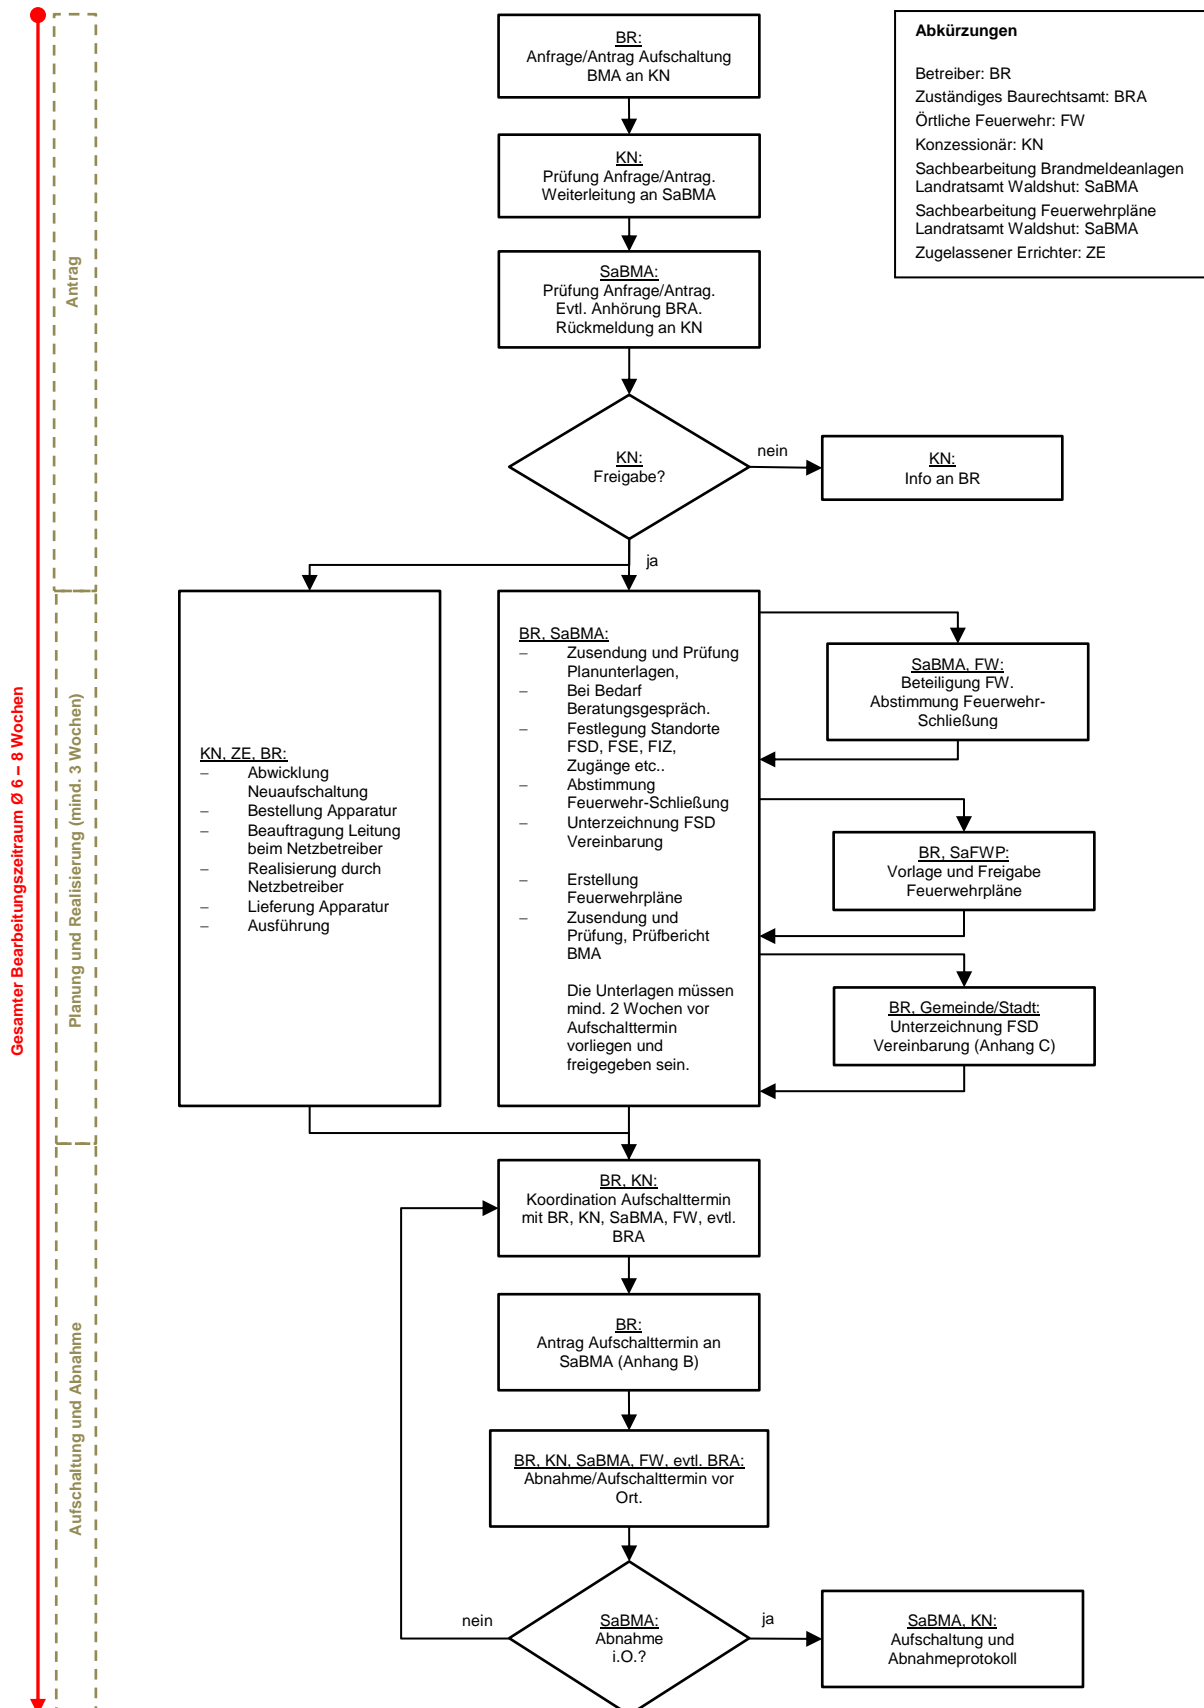 BR:
Anfrage/Antrag Aufschaltung
BMA an KN
Abkürzungen
Betreiber: BR
Zuständiges Baurechtsamt: BRA
Örtliche Feuerwehr: FW
Konzessionär: KN
Sachbearbeitung Brandmeldeanlagen
Landratsamt Waldshut: SaBMA
Sachbearbeitung Feuerwehrpläne
Landratsamt Waldshut: SaBMA
Zugelassener Errichter: ZE
KN:
Prüfung Anfrage/Antrag.
Weiterleitung an SaBMA
SaBMA:
Prüfung Anfrage/Antrag.
Evtl. Anhörung BRA.
Rückmeldung an KN
Antrag
KN:
Freigabe?
nein
KN:
Info an BR
ja
Gesamter Bearbeitungszeitraum Ø 6 – 8 Wochen
Planung und Realisierung (mind. 3 Wochen)
KN, ZE, BR:
– Abwicklung
Neuaufschaltung
– Bestellung Apparatur
– Beauftragung Leitung
beim Netzbetreiber
– Realisierung durch
Netzbetreiber
– Lieferung Apparatur
– Ausführung
BR, SaBMA:
– Zusendung und Prüfung
Planunterlagen,
– Bei Bedarf
Beratungsgespräch.
– Festlegung Standorte
FSD, FSE, FIZ,
Zugänge etc..
– Abstimmung
Feuerwehr-Schließung
– Unterzeichnung FSD
Vereinbarung
– Erstellung
Feuerwehrpläne
– Zusendung und
Prüfung, Prüfbericht
BMA
Die Unterlagen müssen
mind. 2 Wochen vor
Aufschalttermin
vorliegen und
freigegeben sein.
SaBMA, FW:
Beteiligung FW.
Abstimmung Feuerwehr-
Schließung
BR, SaFWP:
Vorlage und Freigabe
Feuerwehrpläne
BR, Gemeinde/Stadt:
Unterzeichnung FSD
Vereinbarung (Anhang C)
Aufschaltung und Abnahme
BR, KN:
Koordination Aufschalttermin
mit BR, KN, SaBMA, FW, evtl.
BRA
BR:
Antrag Aufschalttermin an
SaBMA (Anhang B)
BR, KN, SaBMA, FW, evtl. BRA:
Abnahme/Aufschalttermin vor
Ort.
nein
SaBMA:
Abnahme
i.O.?
ja
SaBMA, KN:
Aufschaltung und
Abnahmeprotokoll